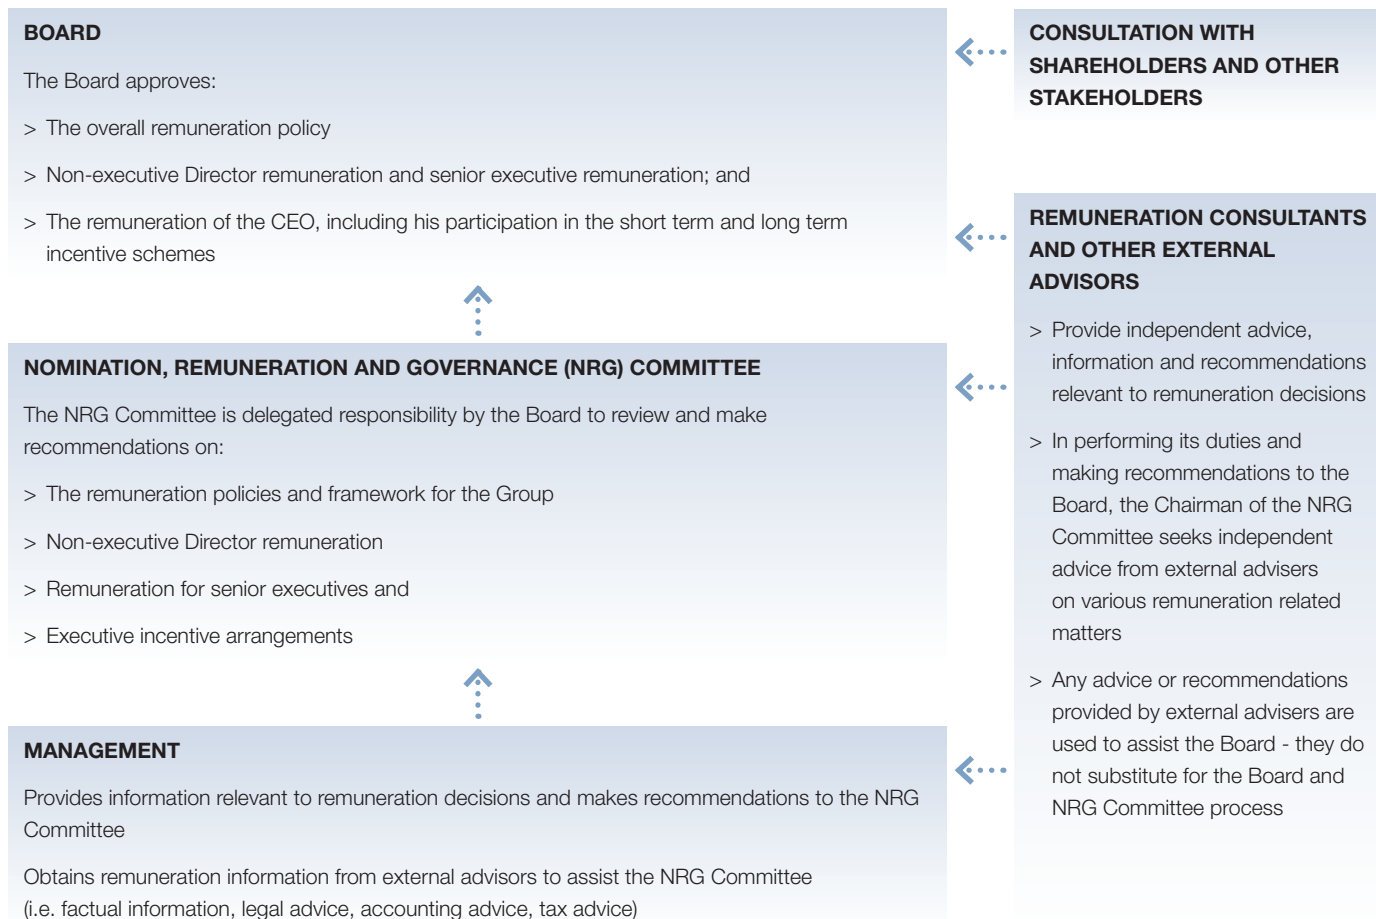 BOARD
The Board approves:
> The overall remuneration policy
> Non-executive Director remuneration and senior executive remuneration; and
> The remuneration of the CEO, including his participation in the short term and long term
incentive schemes
NOMINATION, REMUNERATION AND GOVERNANCE (NRG) COMMITTEE
The NRG Committee is delegated responsibility by the Board to review and make
recommendations on:
> The remuneration policies and framework for the Group
> Non-executive Director remuneration
> Remuneration for senior executives and
> Executive incentive arrangements
MANAGEMENT
Provides information relevant to remuneration decisions and makes recommendations to the NRG
Committee
Obtains remuneration information from external advisors to assist the NRG Committee
(i.e. factual information, legal advice, accounting advice, tax advice)
CONSULTATION WITH
SHAREHOLDERS AND OTHER
STAKEHOLDERS
REMUNERATION CONSULTANTS
AND OTHER EXTERNAL
ADVISORS
> Provide independent advice,
information and recommendations
relevant to remuneration decisions
> In performing its duties and
making recommendations to the
Board, the Chairman of the NRG
Committee seeks independent
advice from external advisers
on various remuneration related
matters
> Any advice or recommendations
provided by external advisers are
used to assist the Board - they do
not substitute for the Board and
NRG Committee process